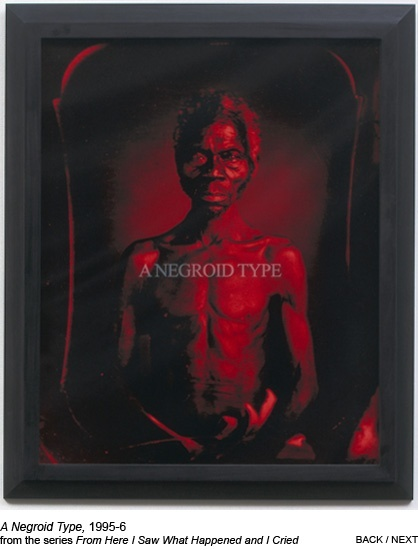 A NEGROID TYPE
A Negroid Type, 1995-6
from the series From Here I Saw What Happened and I Cried
BACK / NEXT